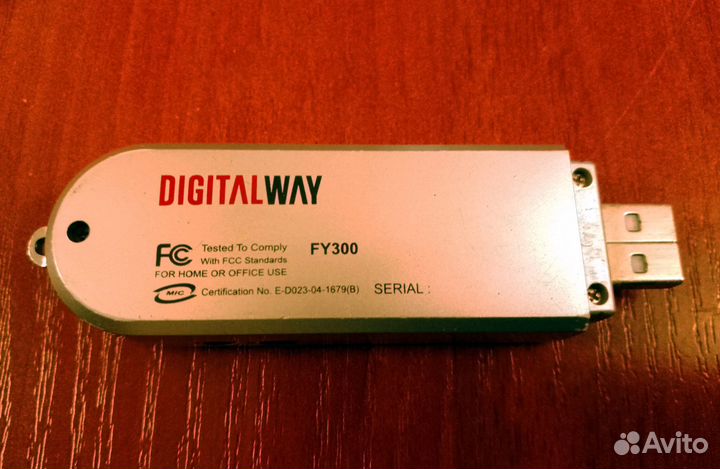 DIGITALWAY
FC Tested To Comply
With FCC Standards
FY300
FOR HOME OR OFFICE USE
MIC Certification No. E-D023-04-1679(B) SERIAL :
Avito